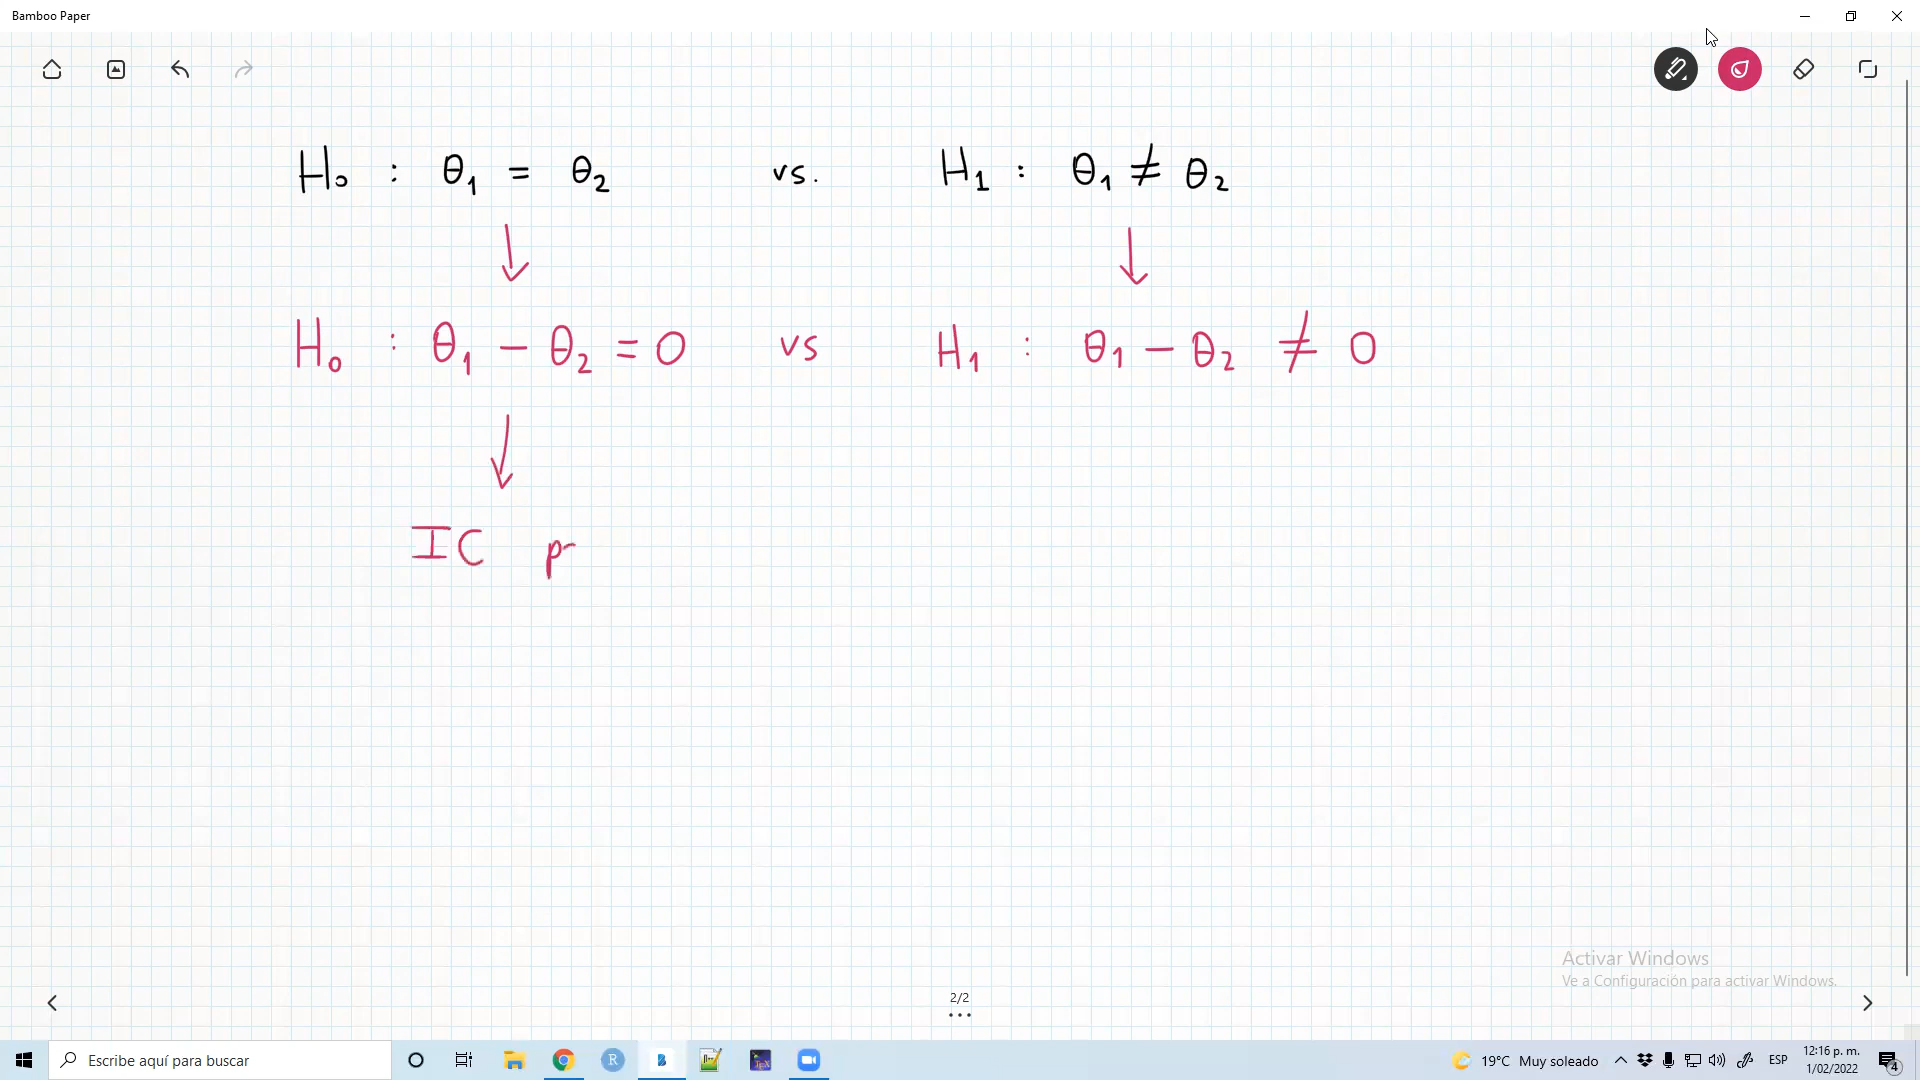 Bamboo Paper
H₀ : θ₁ = θ₂ vs. H₁ : θ₁ ≠ θ₂
↓ ↓
H₀ : θ₁ − θ₂ = 0 vs H₁ : θ₁ − θ₂ ≠ 0
↓
IC p
Activar Windows
Ve a Configuración para activar Windows.
2/2
Escribe aquí para buscar
19°C Muy soleado
ESP
12:16 p. m.
1/02/2022
4